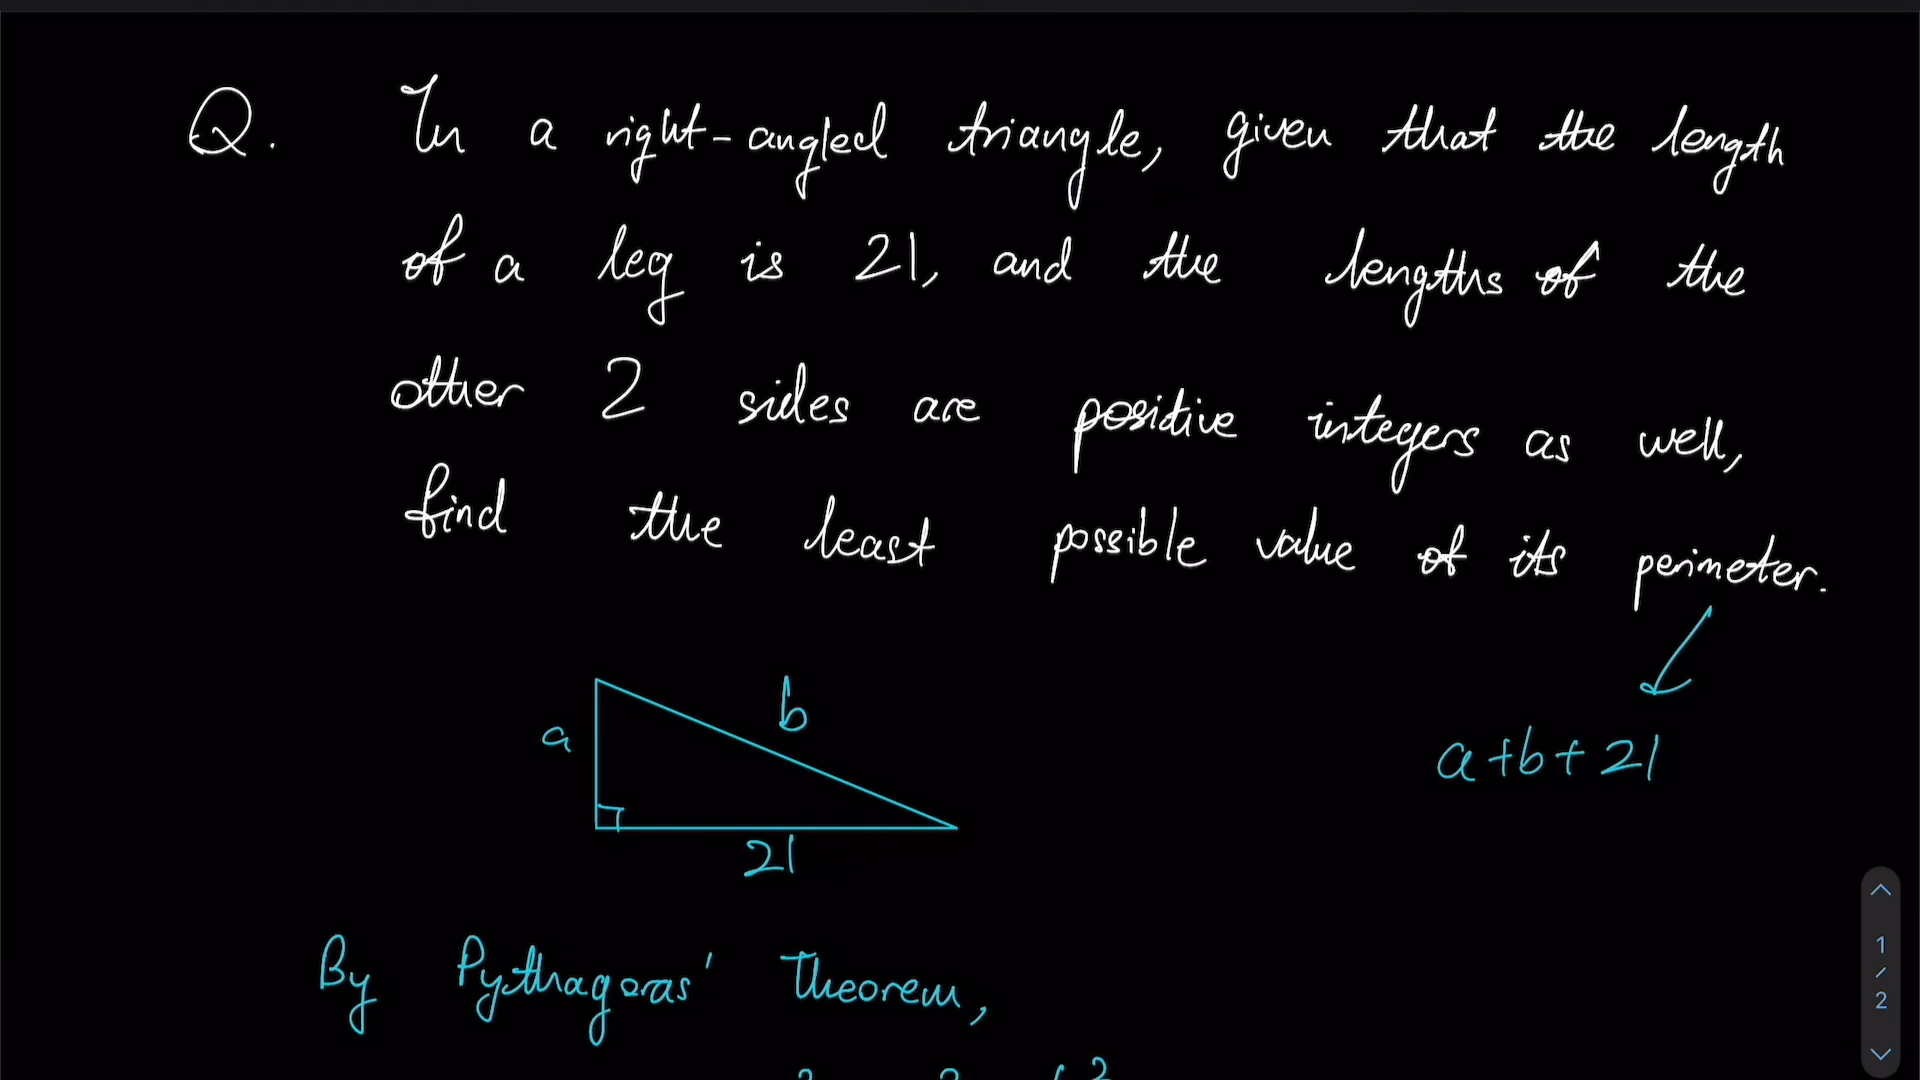 Q. In a right-angled triangle, given that the length
of a leg is 21, and the lengths of the
other 2 sides are positive integers as well,
find the least possible value of its perimeter.
a
b
21
a+b+21
By Pythagoras' Theorem,
1
/
2